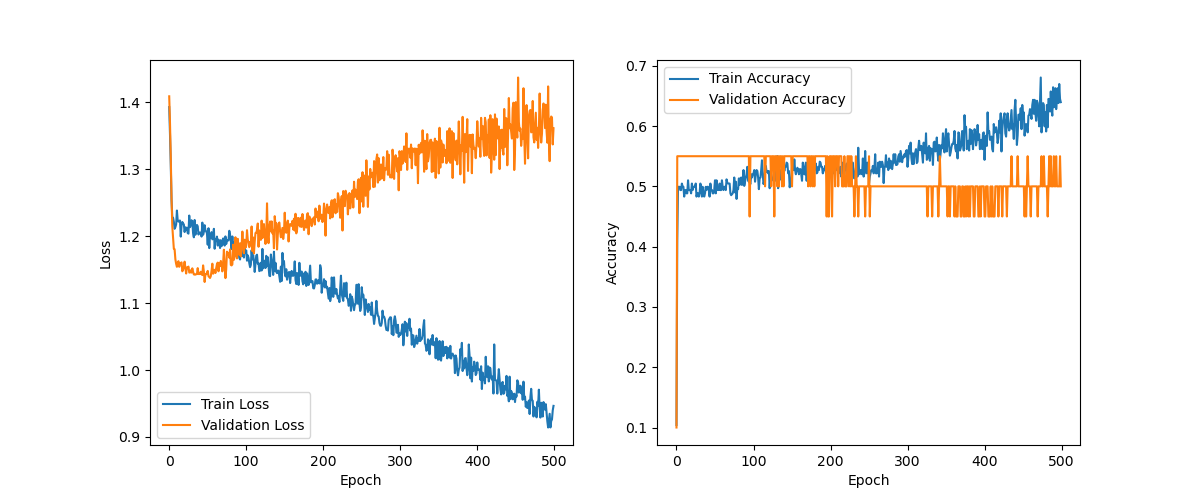 1.4
1.3
1.2
1.1
1.0
0.9
Loss
0 100 200 300 400 500
Epoch
Train Loss
Validation Loss
0.7
0.6
0.5
0.4
0.3
0.2
0.1
Accuracy
0 100 200 300 400 500
Epoch
Train Accuracy
Validation Accuracy